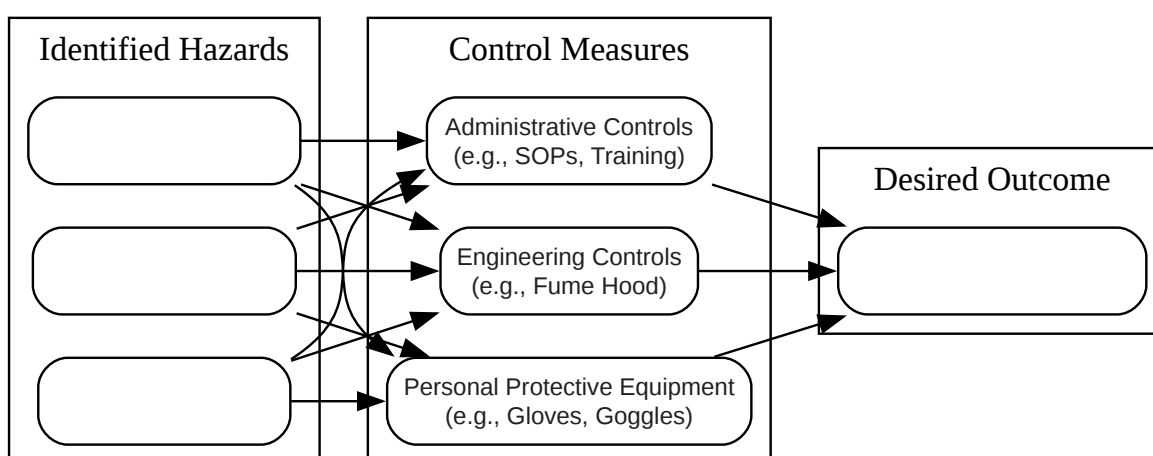 Identified Hazards
Control Measures
Administrative Controls
(e.g., SOPs, Training)
Engineering Controls
(e.g., Fume Hood)
Personal Protective Equipment
(e.g., Gloves, Goggles)
Desired Outcome